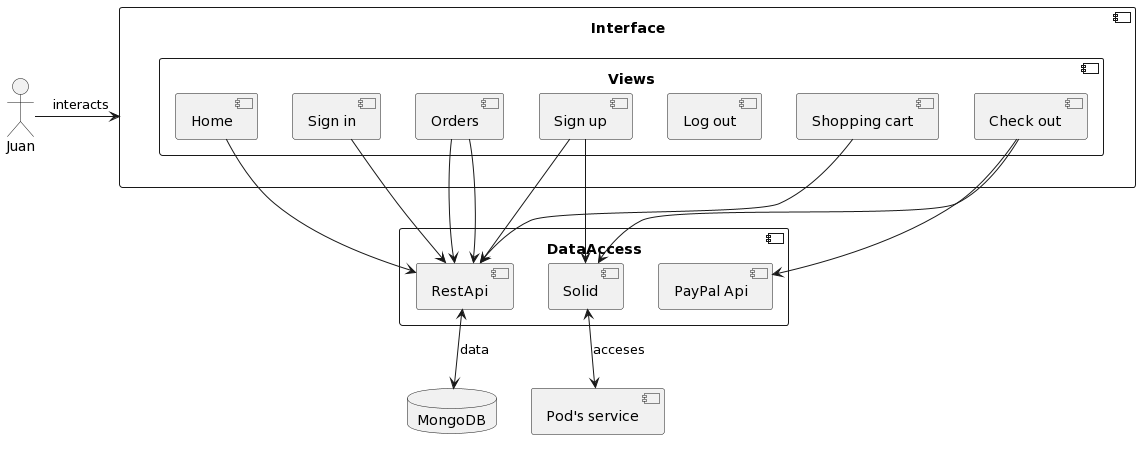 Interface
Views
Home
Sign in
Orders
Sign up
Log out
Shopping cart
Check out
interacts
Juan
DataAccess
RestApi
Solid
PayPal Api
data
acceses
MongoDB
Pod's service